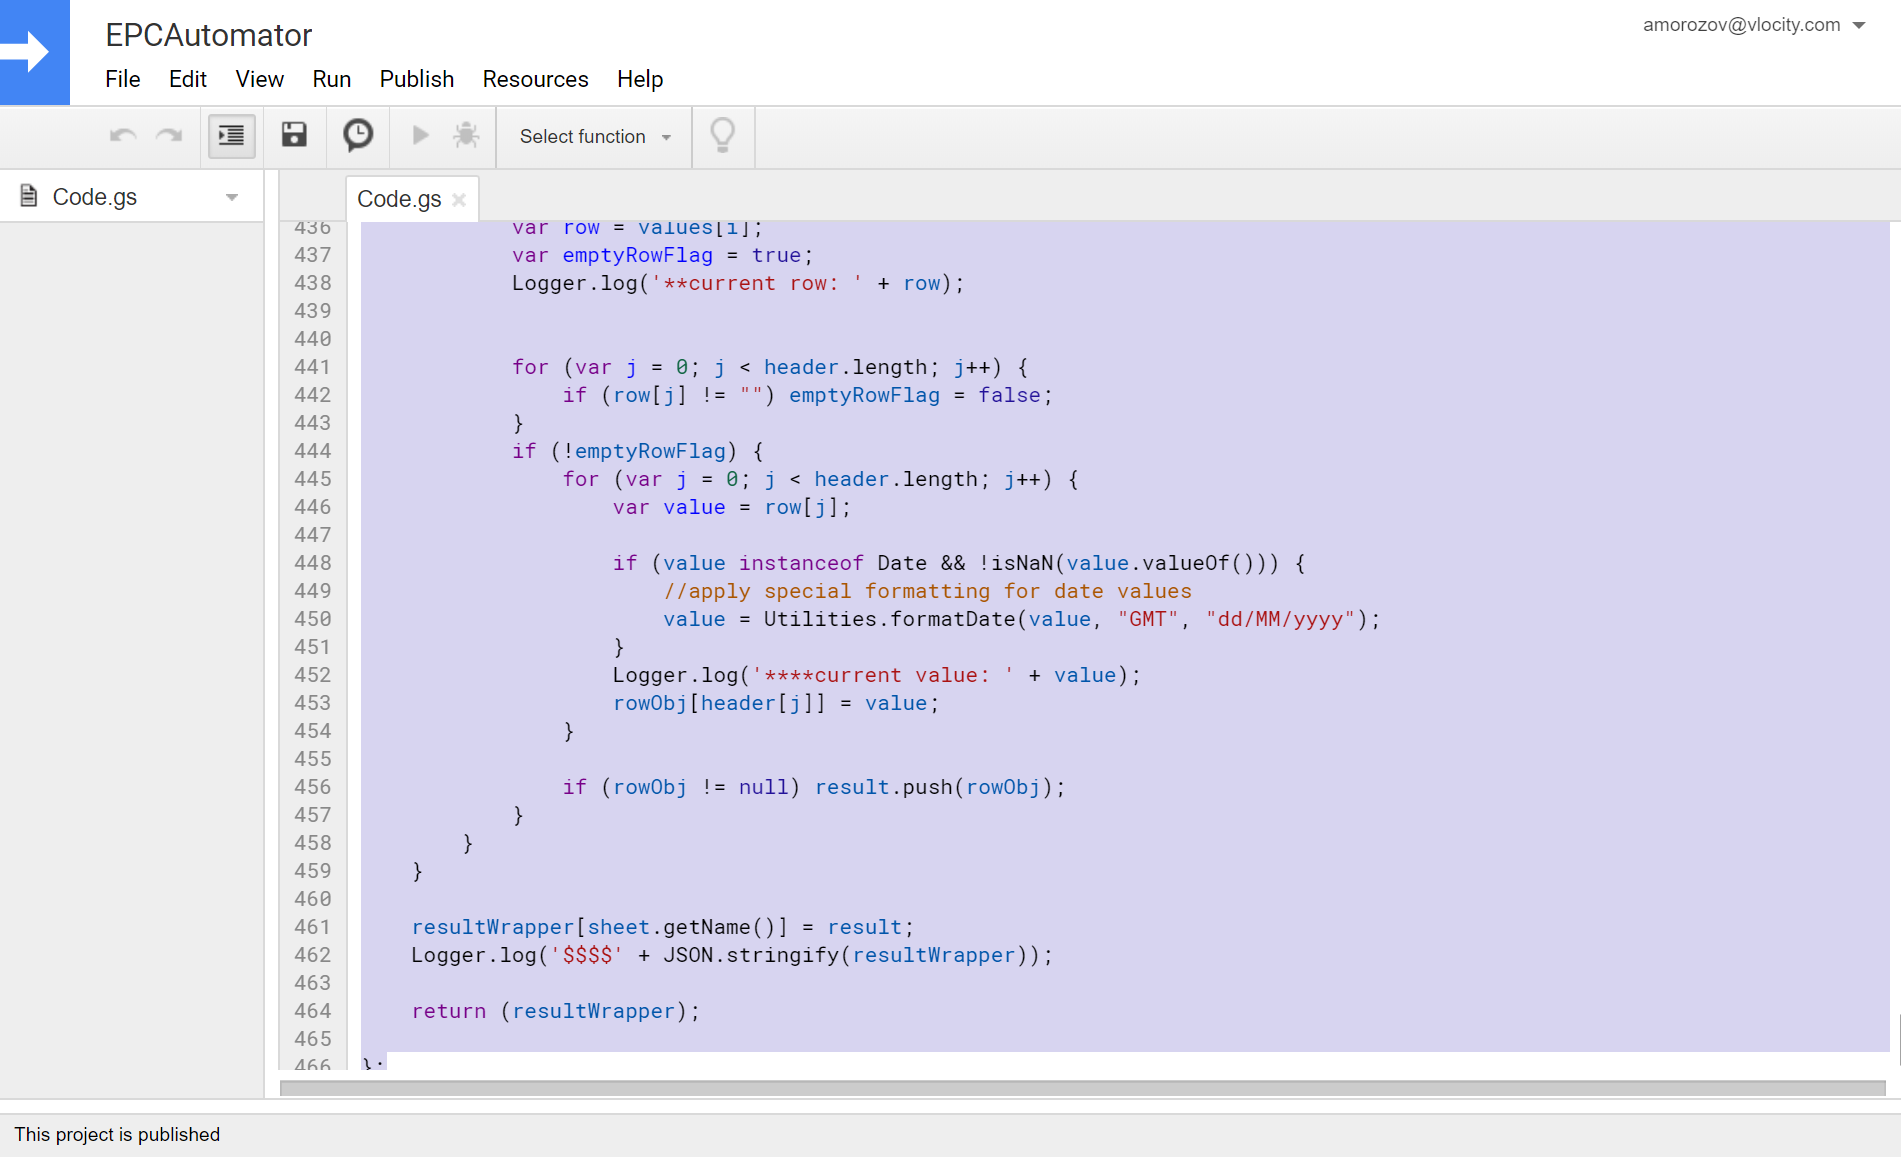 EPCAutomator
amorozov@vlocity.com
File Edit View Run Publish Resources Help
Select function
Code.gs
Code.gs
436 var row = values[i];
437 var emptyRowFlag = true;
438 Logger.log('**current row: ' + row);
439
440
441 for (var j = 0; j < header.length; j++) {
442 if (row[j] != "") emptyRowFlag = false;
443 }
444 if (!emptyRowFlag) {
445 for (var j = 0; j < header.length; j++) {
446 var value = row[j];
447
448 if (value instanceof Date && !isNaN(value.valueOf())) {
449 //apply special formatting for date values
450 value = Utilities.formatDate(value, "GMT", "dd/MM/yyyy");
451 }
452 Logger.log('****current value: ' + value);
453 rowObj[header[j]] = value;
454 }
455
456 if (rowObj != null) result.push(rowObj);
457 }
458 }
459 }
460
461 resultWrapper[sheet.getName()] = result;
462 Logger.log('$$$$' + JSON.stringify(resultWrapper));
463
464 return (resultWrapper);
465
466 };
This project is published